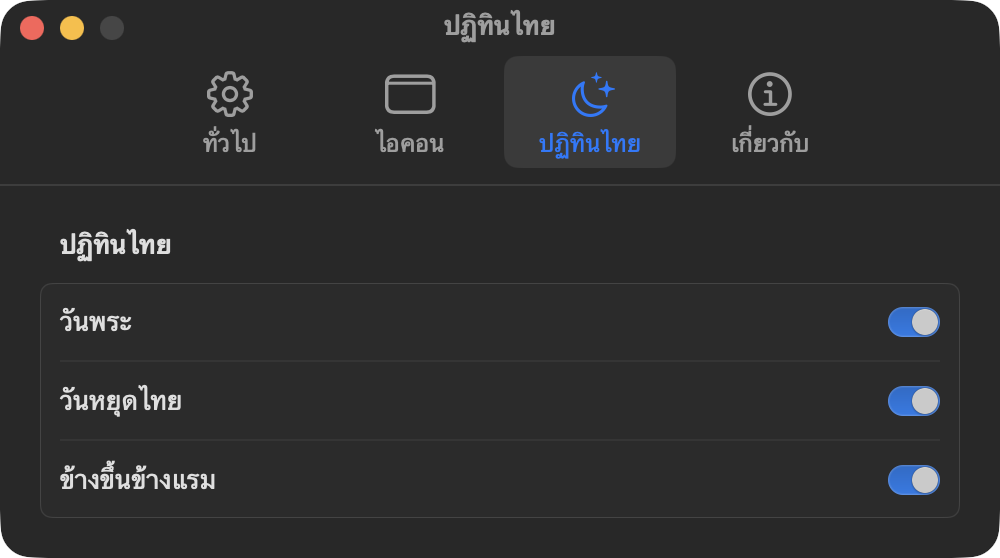 ปฏิทินไทย
ทั่วไป
ไอคอน
ปฏิทินไทย
เกี่ยวกับ
ปฏิทินไทย
วันพระ
วันหยุดไทย
ข้างขึ้นข้างแรม